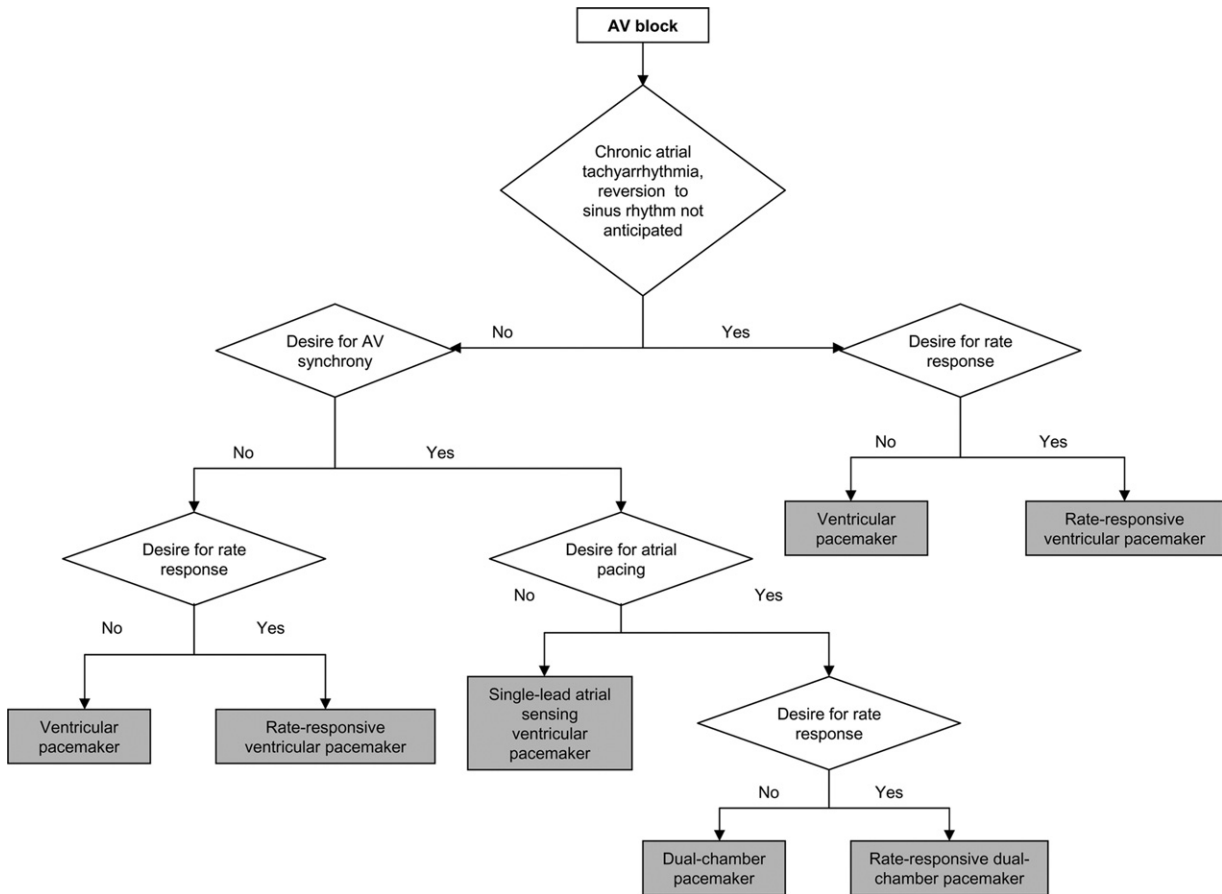 AV block
Chronic atrial
tachyarrhythmia,
reversion to
sinus rhythm not
anticipated
No
Yes
Desire for AV
synchrony
Desire for rate
response
No
Yes
No
Yes
Desire for rate
response
Desire for atrial
pacing
Ventricular
pacemaker
Rate-responsive
ventricular pacemaker
No
Yes
No
Yes
Ventricular
pacemaker
Rate-responsive
ventricular pacemaker
Single-lead atrial
sensing
ventricular
pacemaker
Desire for rate
response
No
Yes
Dual-chamber
pacemaker
Rate-responsive dual-
chamber pacemaker